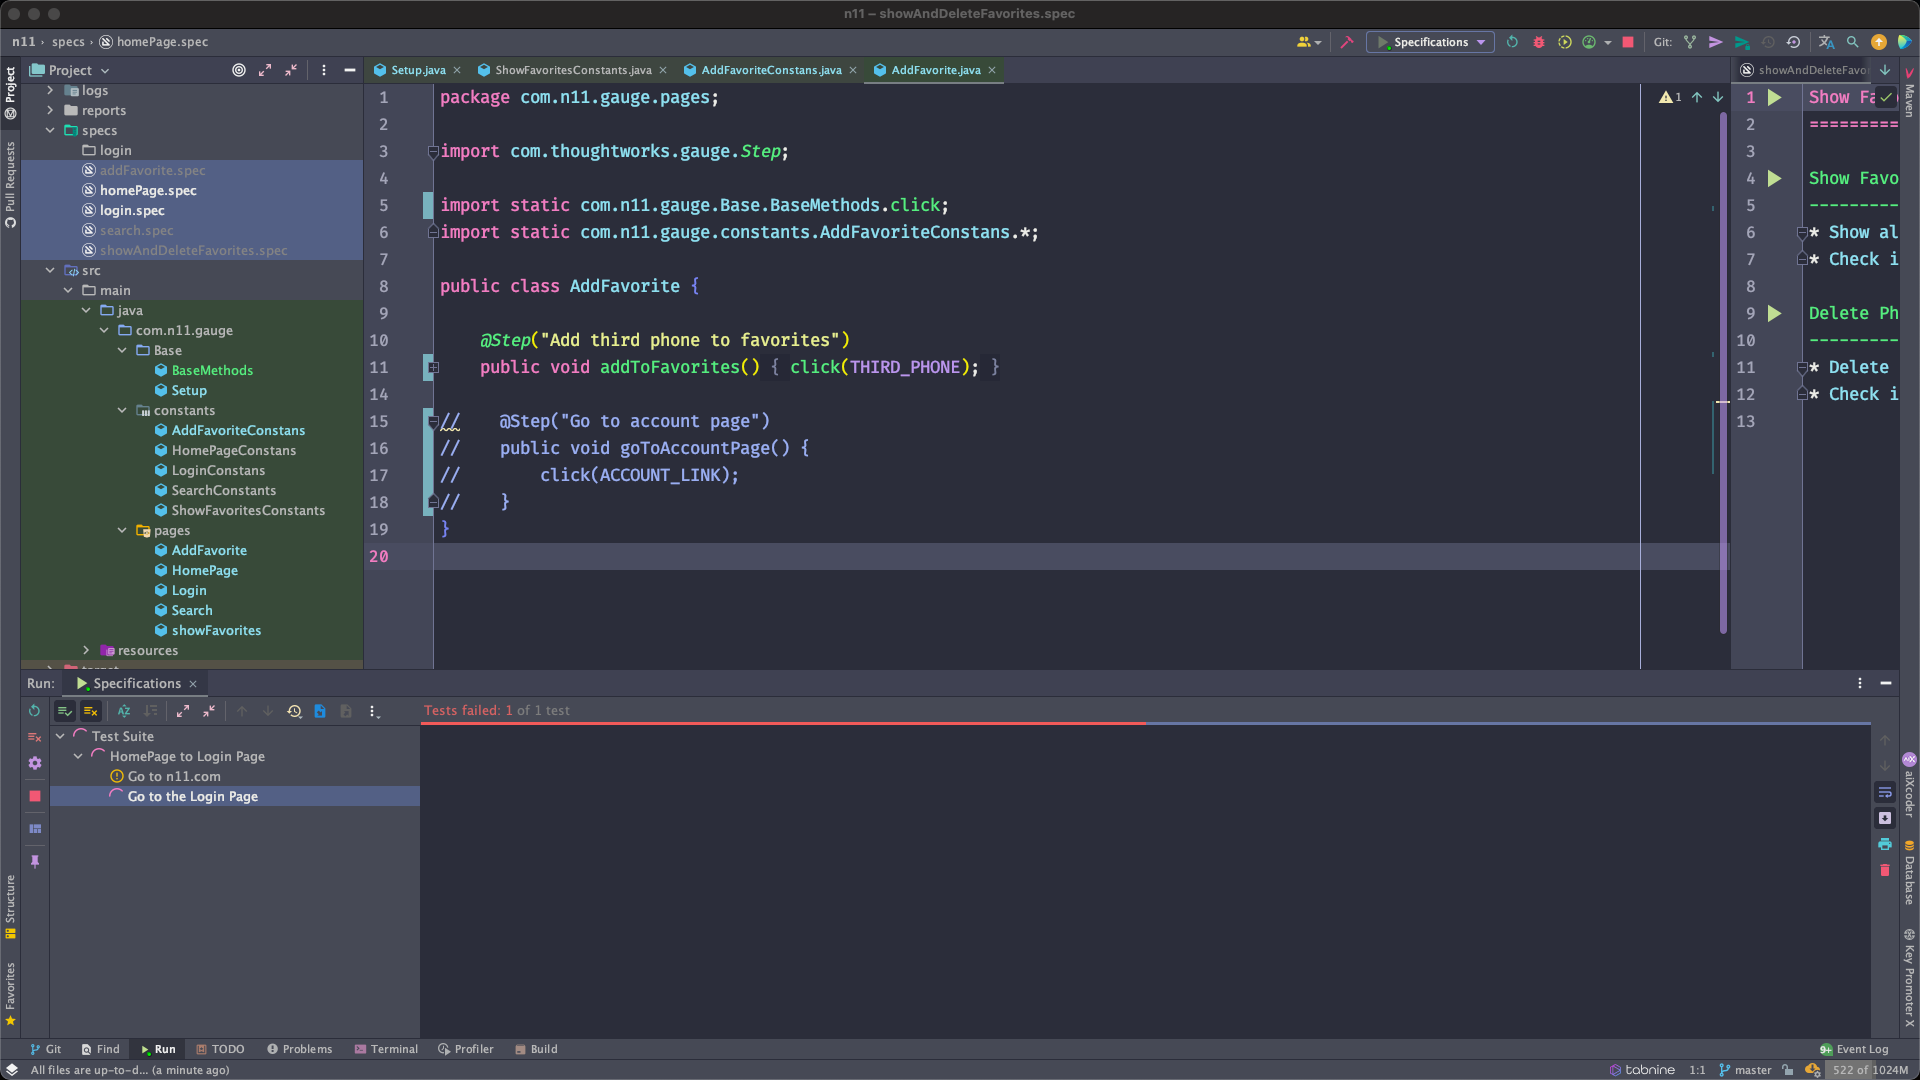 n11 – showAndDeleteFavorites.spec
n11 › specs › homePage.spec
Specifications
Git:
Project
Setup.java
ShowFavoritesConstants.java
AddFavoriteConstans.java
AddFavorite.java
showAndDeleteFavor
Project
Pull Requests
Structure
Favorites
logs
reports
specs
login
addFavorite.spec
homePage.spec
login.spec
search.spec
showAndDeleteFavorites.spec
src
main
java
com.n11.gauge
Base
BaseMethods
Setup
constants
AddFavoriteConstans
HomePageConstans
LoginConstans
SearchConstants
ShowFavoritesConstants
pages
AddFavorite
HomePage
Login
Search
showFavorites
resources
1 package com.n11.gauge.pages;
2
3 import com.thoughtworks.gauge.Step;
4
5 import static com.n11.gauge.Base.BaseMethods.click;
6 import static com.n11.gauge.constants.AddFavoriteConstans.*;
7
8 public class AddFavorite {
9
10 @Step("Add third phone to favorites")
11 public void addToFavorites() { click(THIRD_PHONE); }
14
15 // @Step("Go to account page")
16 // public void goToAccountPage() {
17 // click(ACCOUNT_LINK);
18 // }
19 }
20
1
1 Show Fa
2 =========
3
4 Show Favo
5 ---------
6 * Show al
7 * Check i
8
9 Delete Ph
10 ---------
11 * Delete
12 * Check i
13
Maven
aiXcoder
Database
Key Promoter X
Run: Specifications
Tests failed: 1 of 1 test
Test Suite
HomePage to Login Page
Go to n11.com
Go to the Login Page
Git Find Run TODO Problems Terminal Profiler Build
9+ Event Log
All files are up-to-d... (a minute ago)
tabnine 1:1 master 522 of 1024M